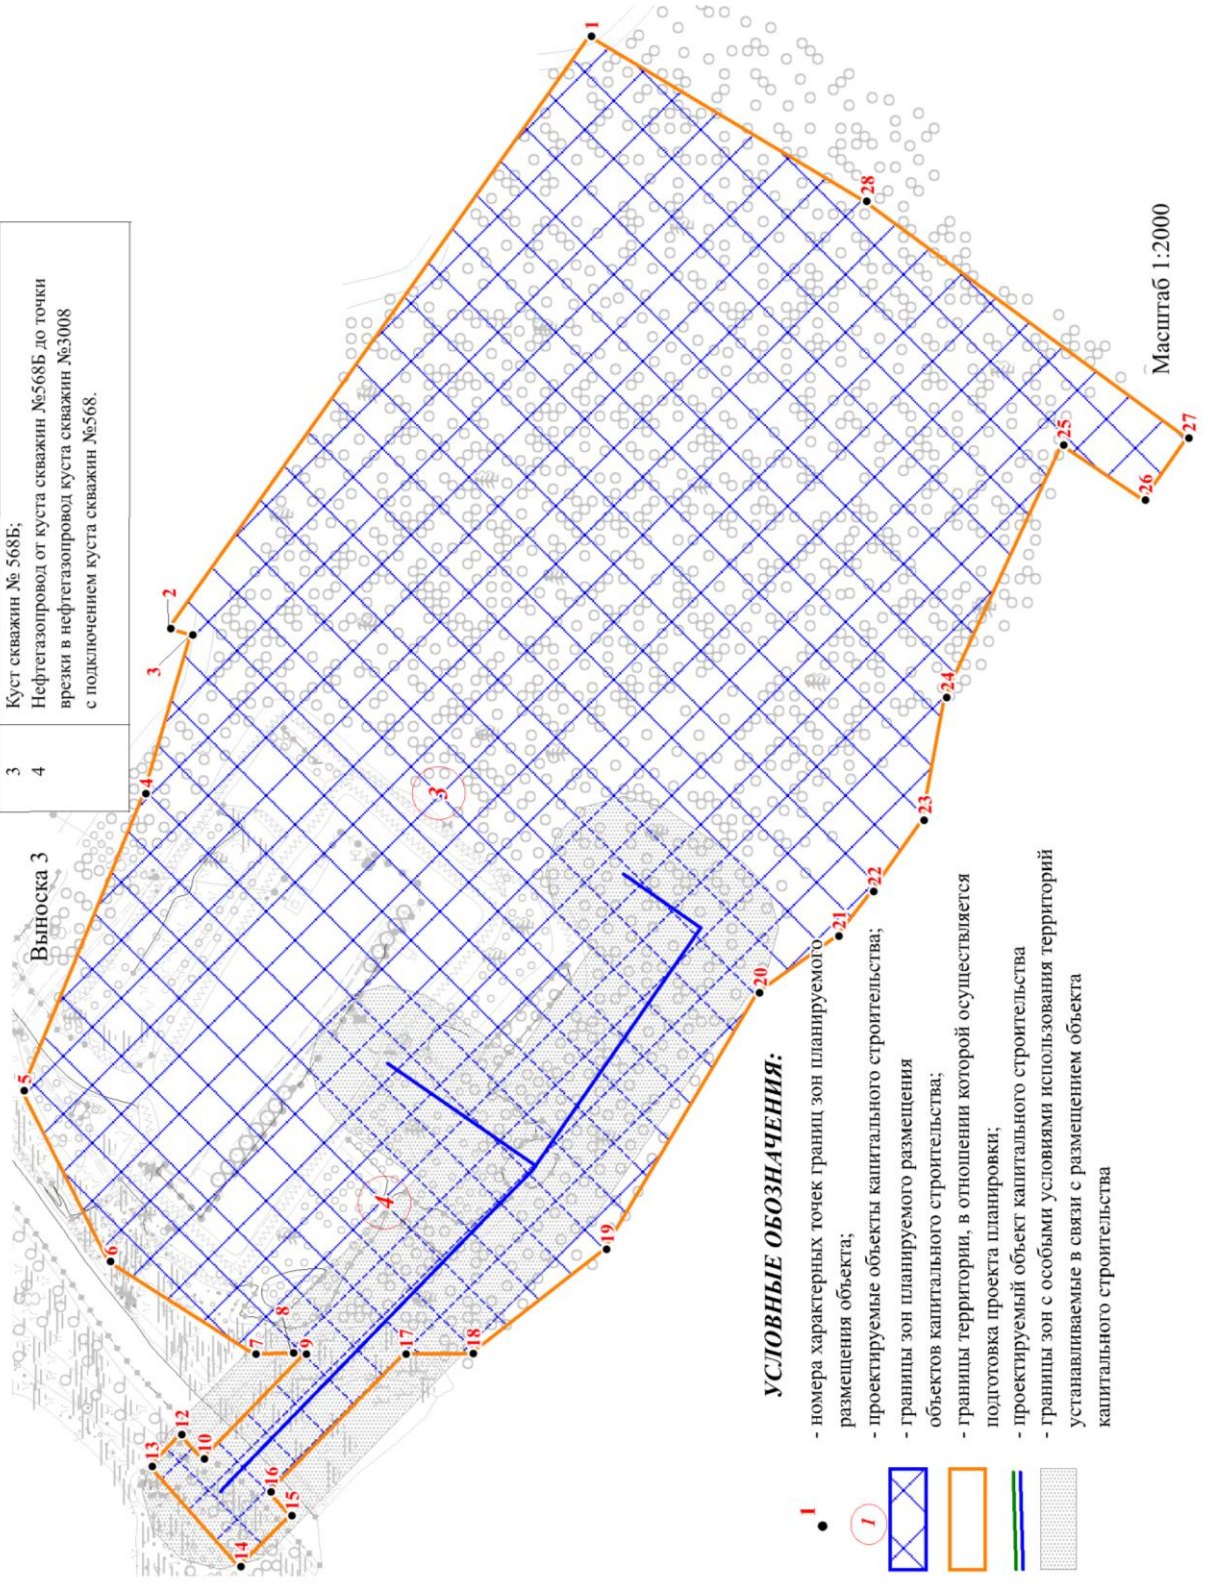 3 Куст скважин № 568Б;
4 Нефтегазопровод от куста скважин №568Б до точки
врезки в нефтегазопровод куста скважин №3008
с подключением куста скважин №568.
Выноска 3
1
2
3
4
5
6
7
8
9
10
12
13
14
15
16
17
18
19
20
21
22
23
24
25
26
27
28
3
4
Масштаб 1:2000
УСЛОВНЫЕ ОБОЗНАЧЕНИЯ:
1 - номера характерных точек границ зон планируемого
размещения объекта;
1 - проектируемые объекты капитального строительства;
- границы зон планируемого размещения
объектов капитального строительства;
- границы территории, в отношении которой осуществляется
подготовка проекта планировки;
- проектируемый объект капитального строительства
- границы зон с особыми условиями использования территорий
устанавливаемые в связи с размещением объекта
капитального строительства